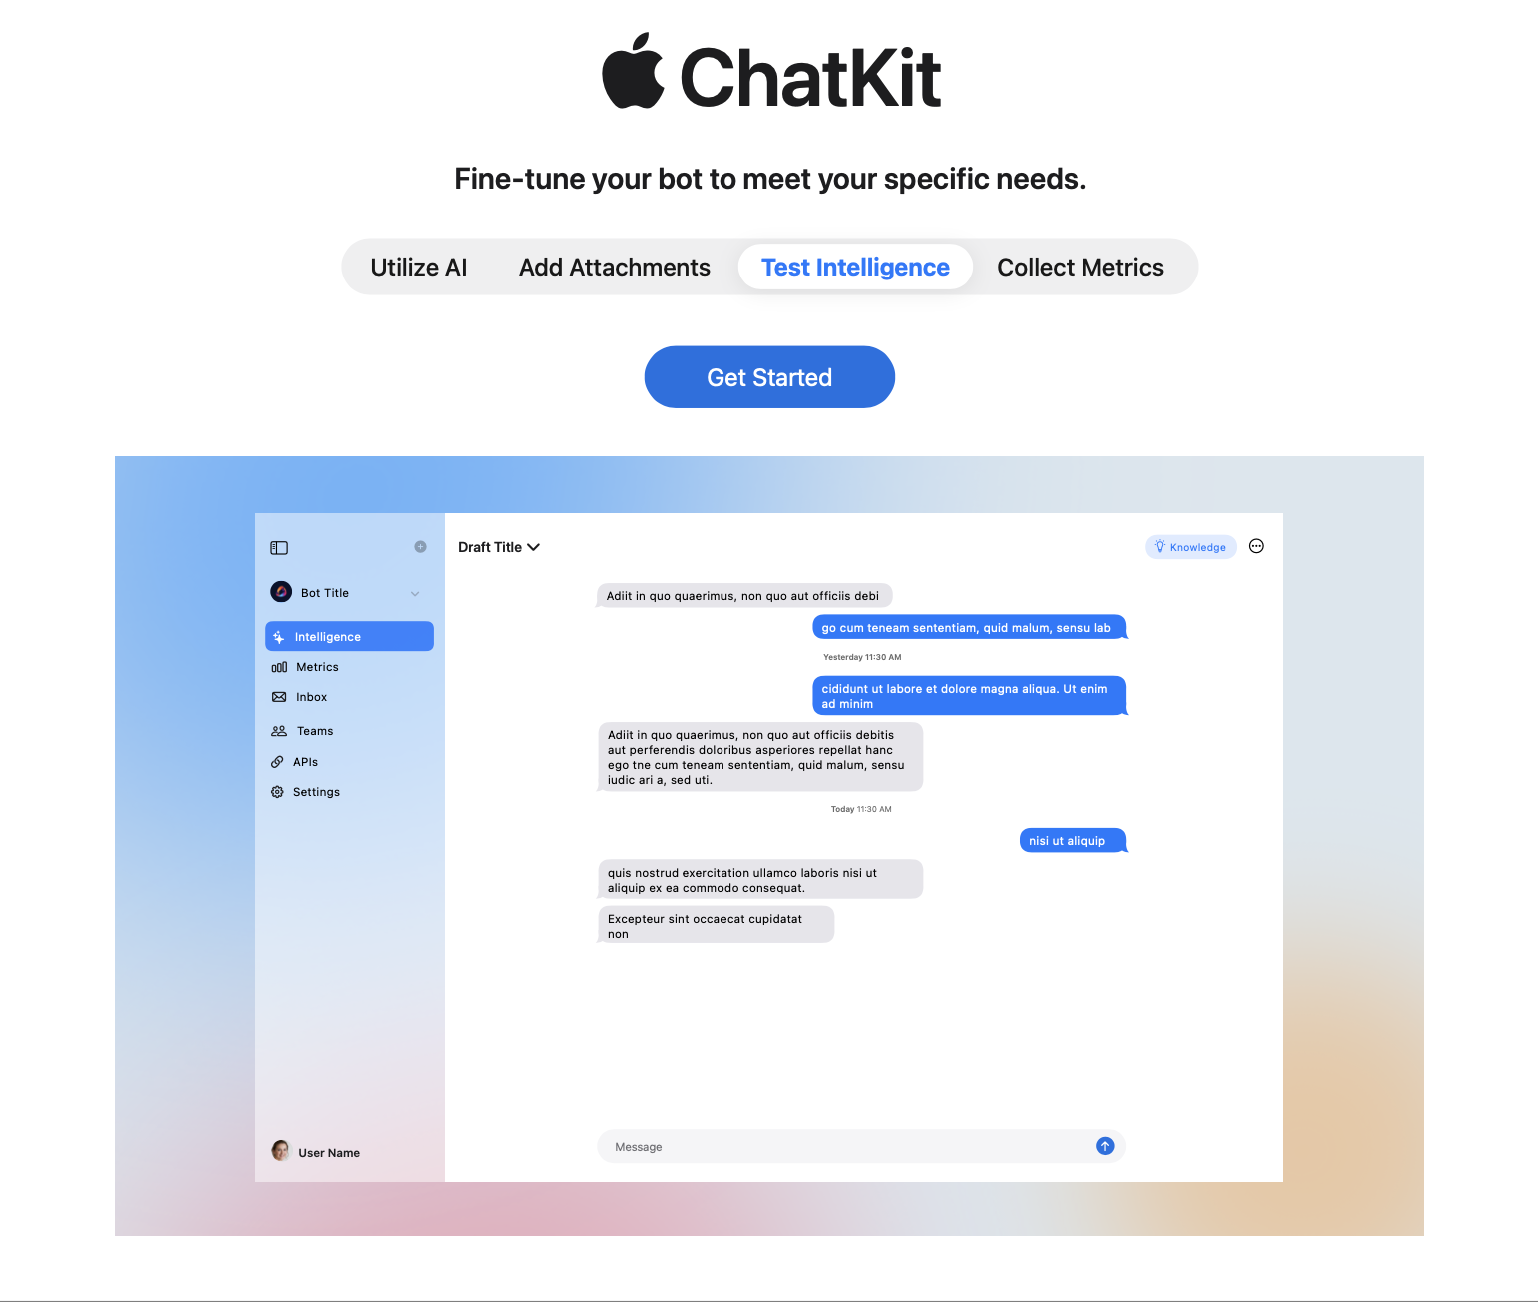 ChatKit
Fine-tune your bot to meet your specific needs.
Utilize AI
Add Attachments
Test Intelligence
Collect Metrics
Get Started
Draft Title
Knowledge
Bot Title
Intelligence
Metrics
Inbox
Teams
APIs
Settings
User Name
Adiit in quo quaerimus, non quo aut officiis debi
go cum teneam sententiam, quid malum, sensu lab
Yesterday 11:30 AM
cididunt ut labore et dolore magna aliqua. Ut enim
ad minim
Adiit in quo quaerimus, non quo aut officiis debitis
aut perferendis dolcribus asperiores repellat hanc
ego tne cum teneam sententiam, quid malum, sensu
iudic ari a, sed uti.
Today 11:30 AM
nisi ut aliquip
quis nostrud exercitation ullamco laboris nisi ut
aliquip ex ea commodo consequat.
Excepteur sint occaecat cupidatat
non
Message